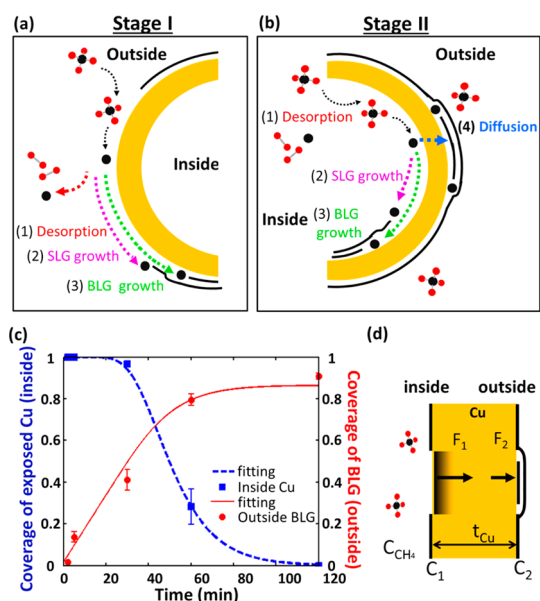 (a) Stage I
Outside
Inside
(1) Desorption
(2) SLG growth
(3) BLG growth
(b) Stage II
Outside
(1) Desorption
(4) Diffusion
(2) SLG growth
Inside
(3) BLG
growth
(c)
Coverage of exposed Cu (inside)
1
0.8
0.6
0.4
0.2
0
0 20 40 60 80 100 120
Time (min)
fitting
Inside Cu
fitting
Outside BLG
1
0.8
0.6
0.4
0.2
0
Coverage of BLG (outside)
(d)
inside outside
Cu
F1 F2
tCu
CCH4
C1 C2